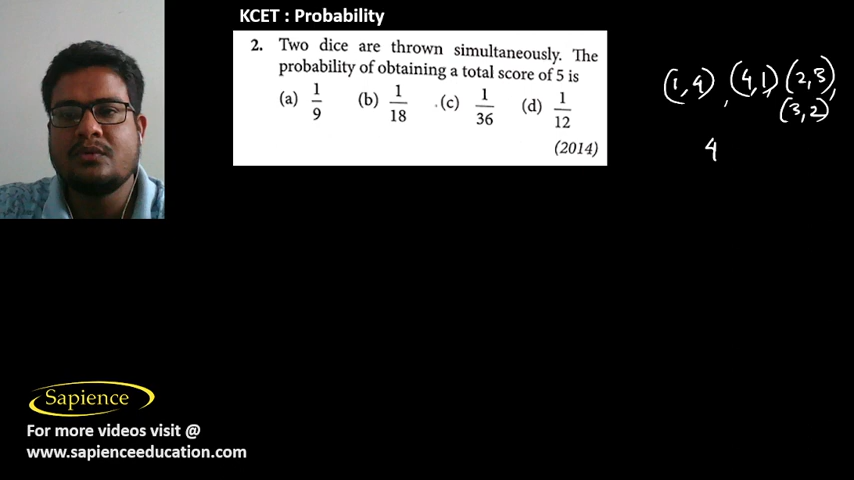 KCET : Probability
2. Two dice are thrown simultaneously. The
probability of obtaining a total score of 5 is
(a) 1/9 (b) 1/18 (c) 1/36 (d) 1/12
(2014)
(1,4), (4,1), (2,3),
(3,2)
4
Sapience
For more videos visit @
www.sapienceeducation.com